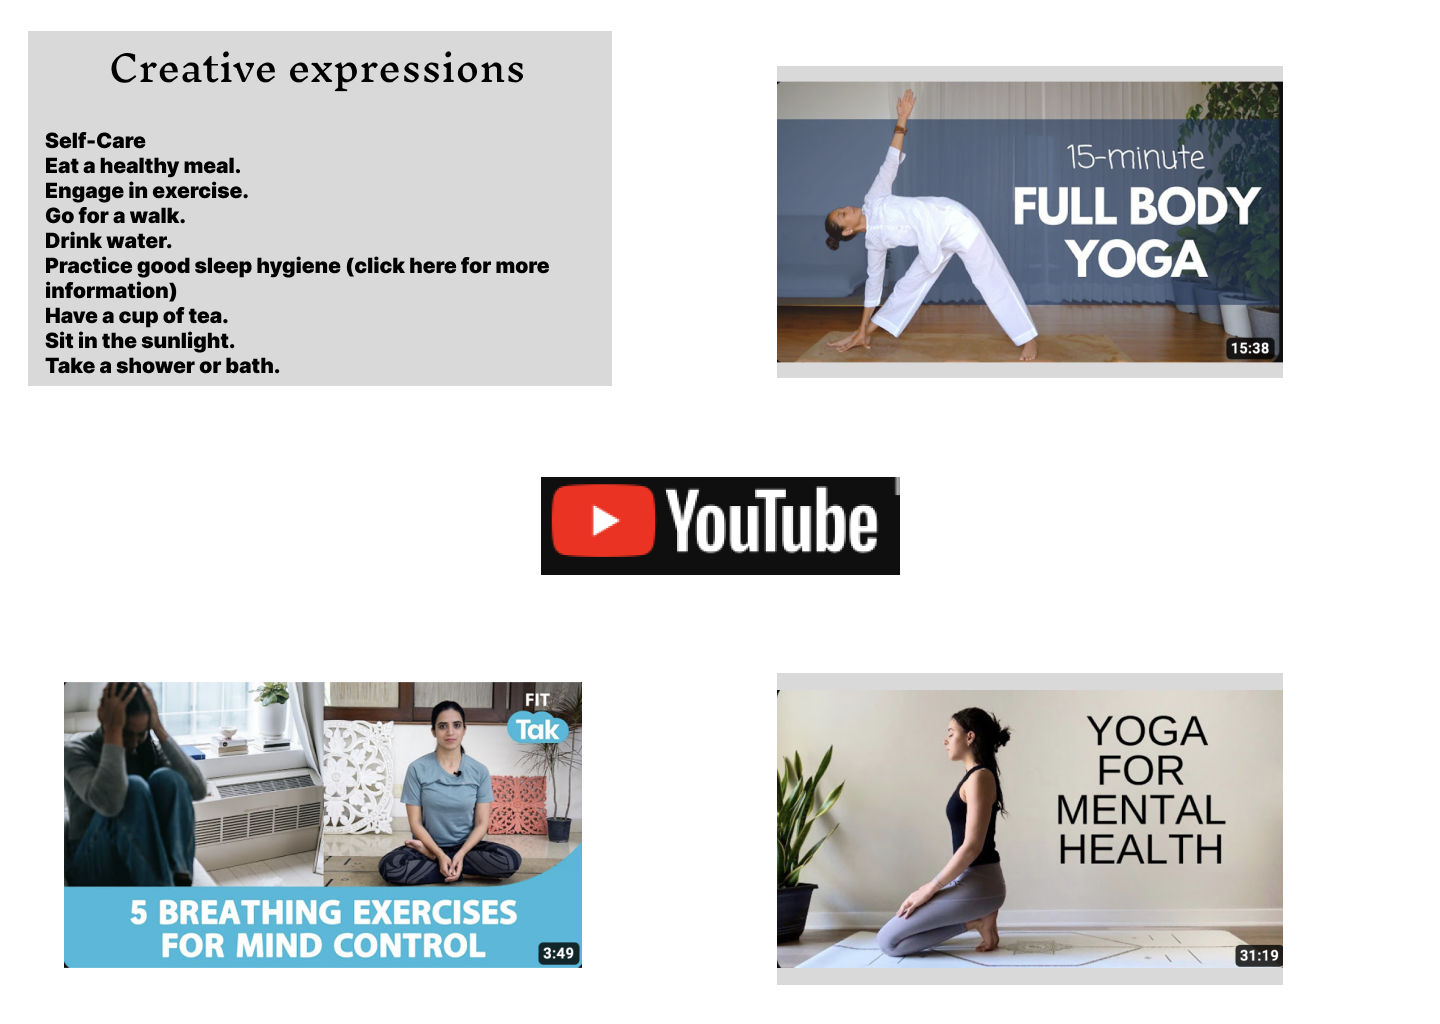 Creative expressions
Self-Care
Eat a healthy meal.
Engage in exercise.
Go for a walk.
Drink water.
Practice good sleep hygiene (click here for more
information)
Have a cup of tea.
Sit in the sunlight.
Take a shower or bath.
15-minute
FULL BODY
YOGA
15:38
YouTube
FIT
Tak
5 BREATHING EXERCISES
FOR MIND CONTROL
3:49
YOGA
FOR
MENTAL
HEALTH
31:19